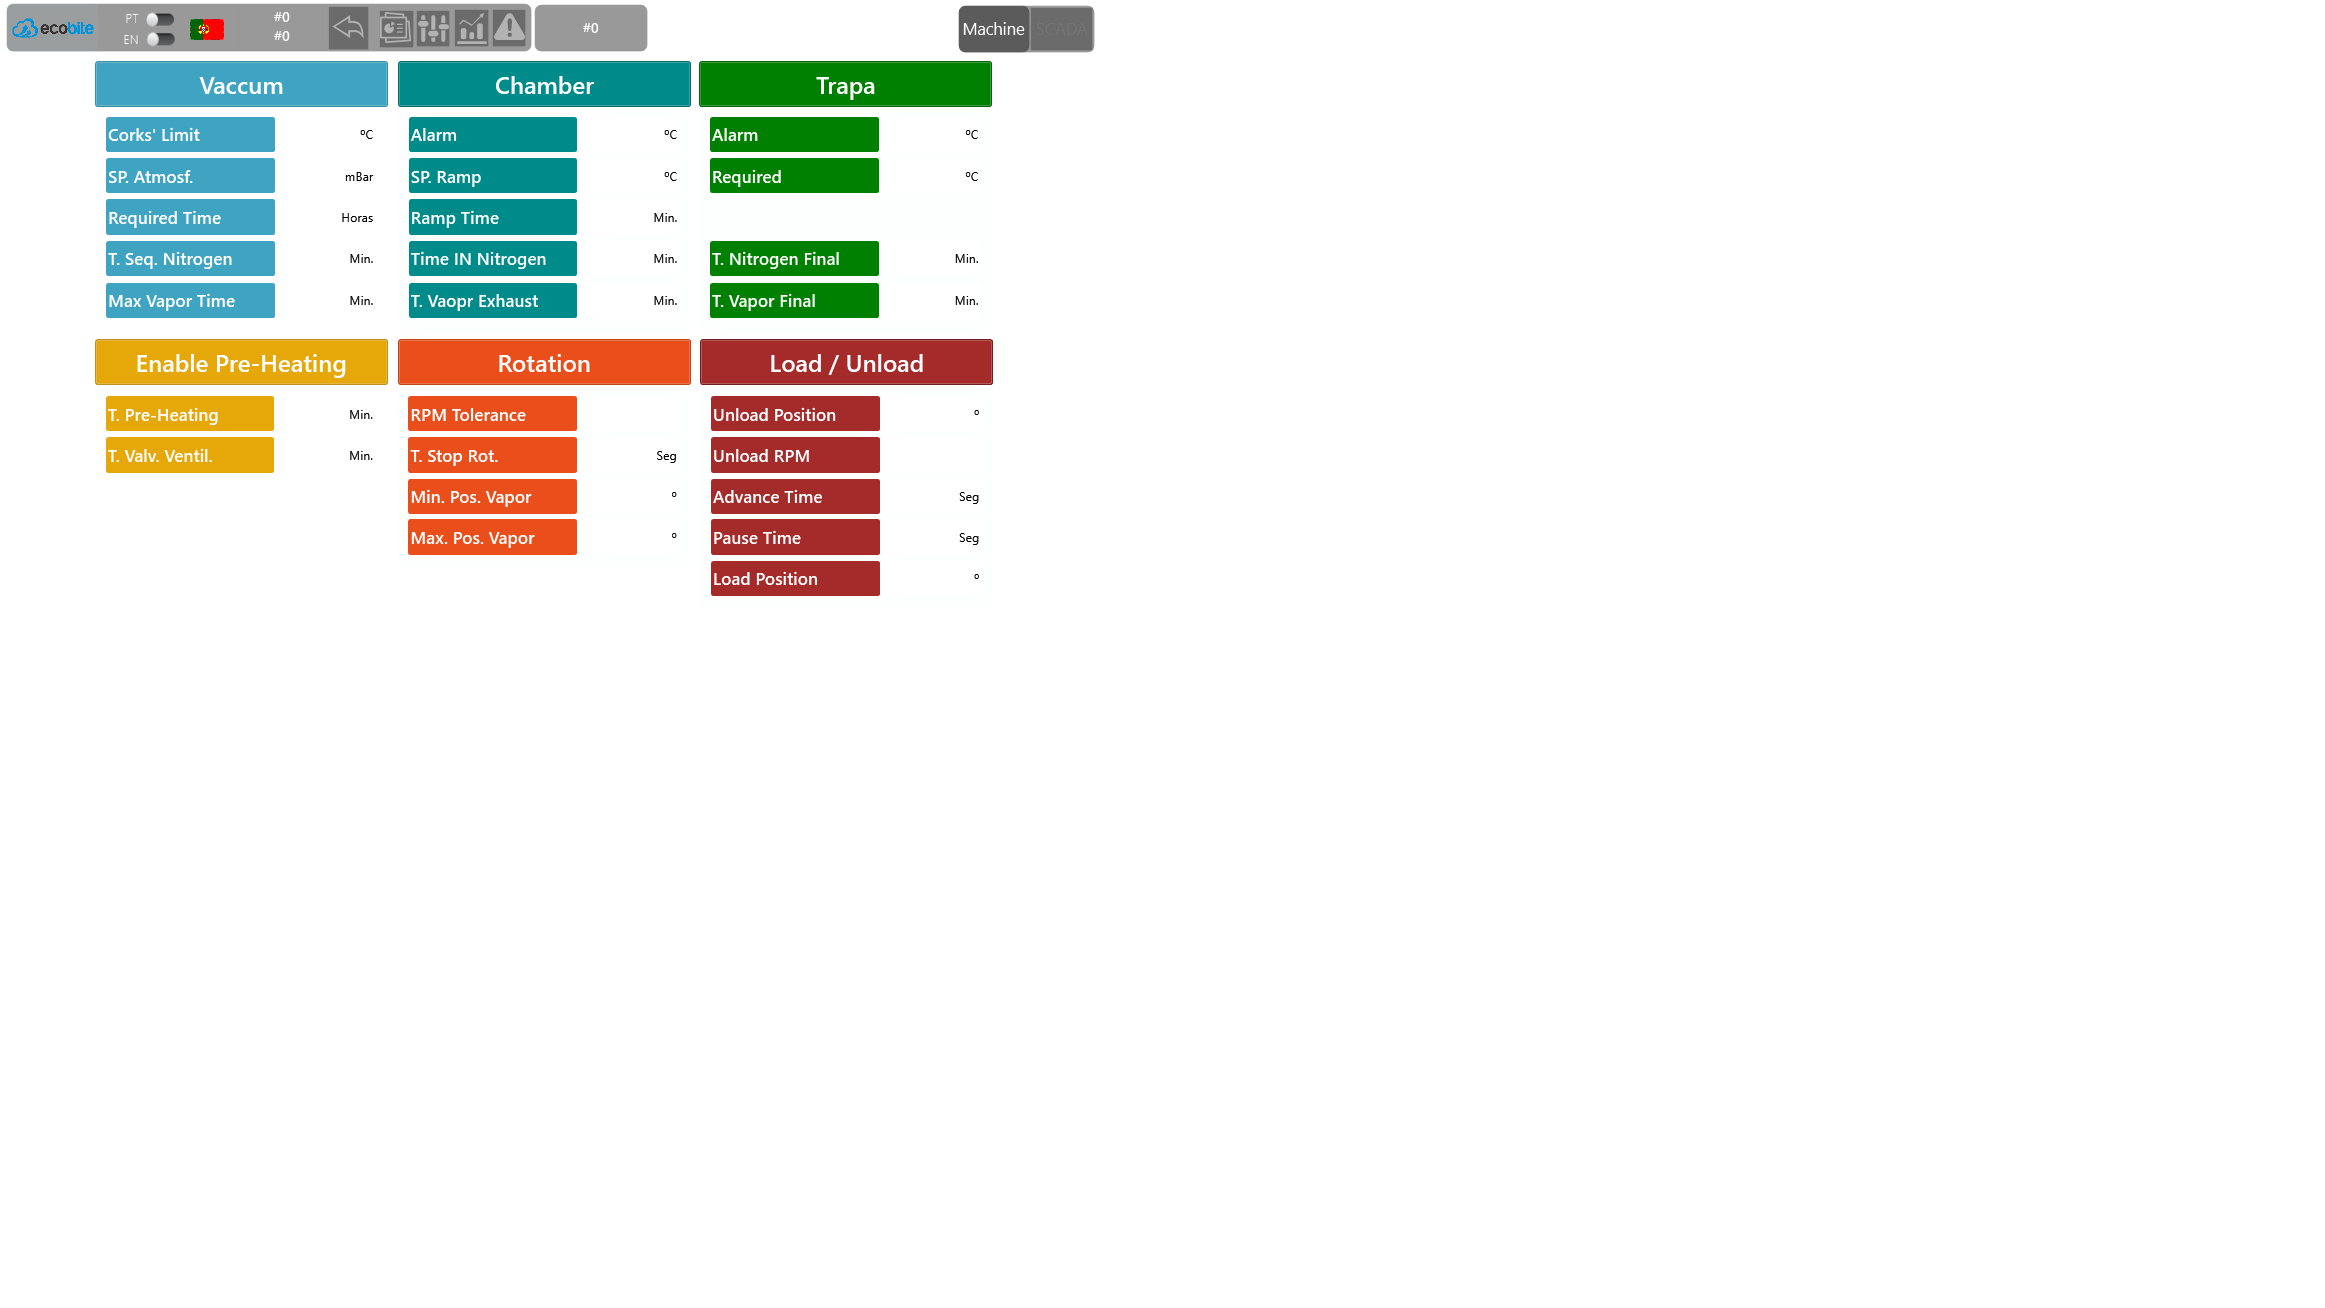 ecobite
PT
EN
#0
#0
#0
Machine SCADA
Vaccum
Corks' Limit ºC
SP. Atmosf. mBar
Required Time Horas
T. Seq. Nitrogen Min.
Max Vapor Time Min.
Chamber
Alarm ºC
SP. Ramp ºC
Ramp Time Min.
Time IN Nitrogen Min.
T. Vaopr Exhaust Min.
Trapa
Alarm ºC
Required ºC
T. Nitrogen Final Min.
T. Vapor Final Min.
Enable Pre-Heating
T. Pre-Heating Min.
T. Valv. Ventil. Min.
Rotation
RPM Tolerance
T. Stop Rot. Seg
Min. Pos. Vapor º
Max. Pos. Vapor º
Load / Unload
Unload Position º
Unload RPM
Advance Time Seg
Pause Time Seg
Load Position º